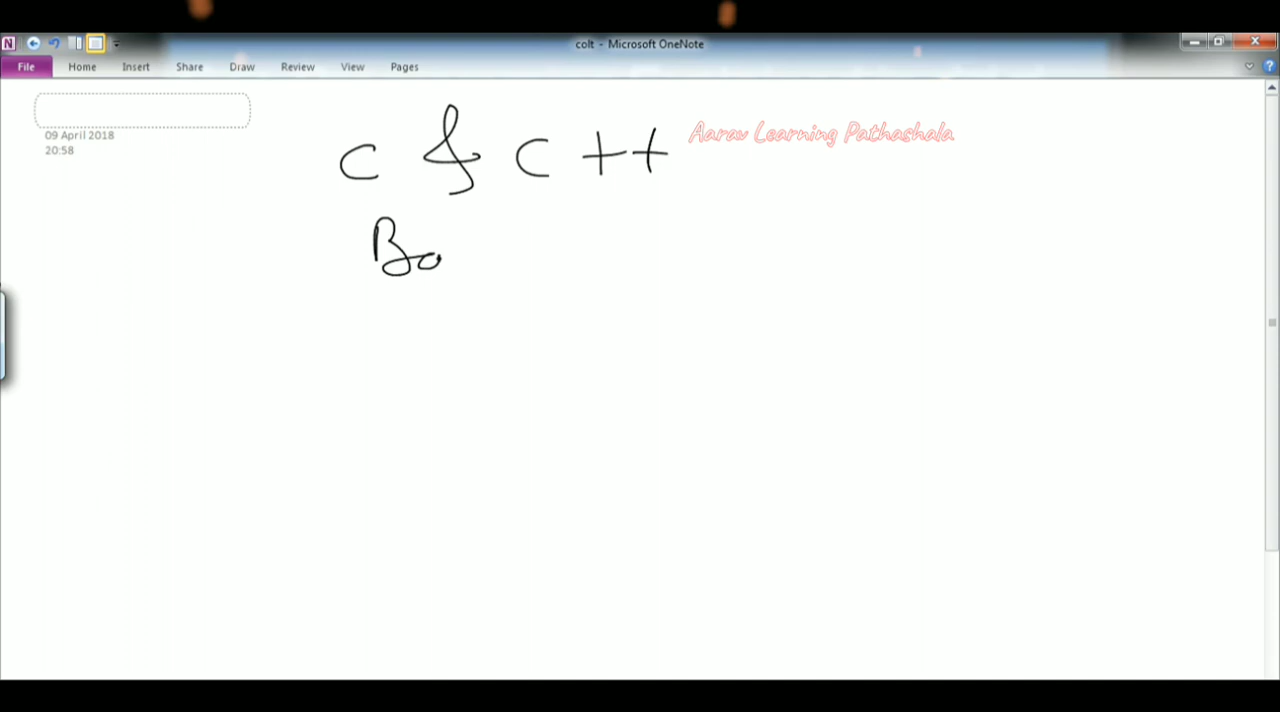 colt - Microsoft OneNote
File Home Insert Share Draw Review View Pages
09 April 2018
20:58
C & C ++
Aarav Learning Pathashala
Ba